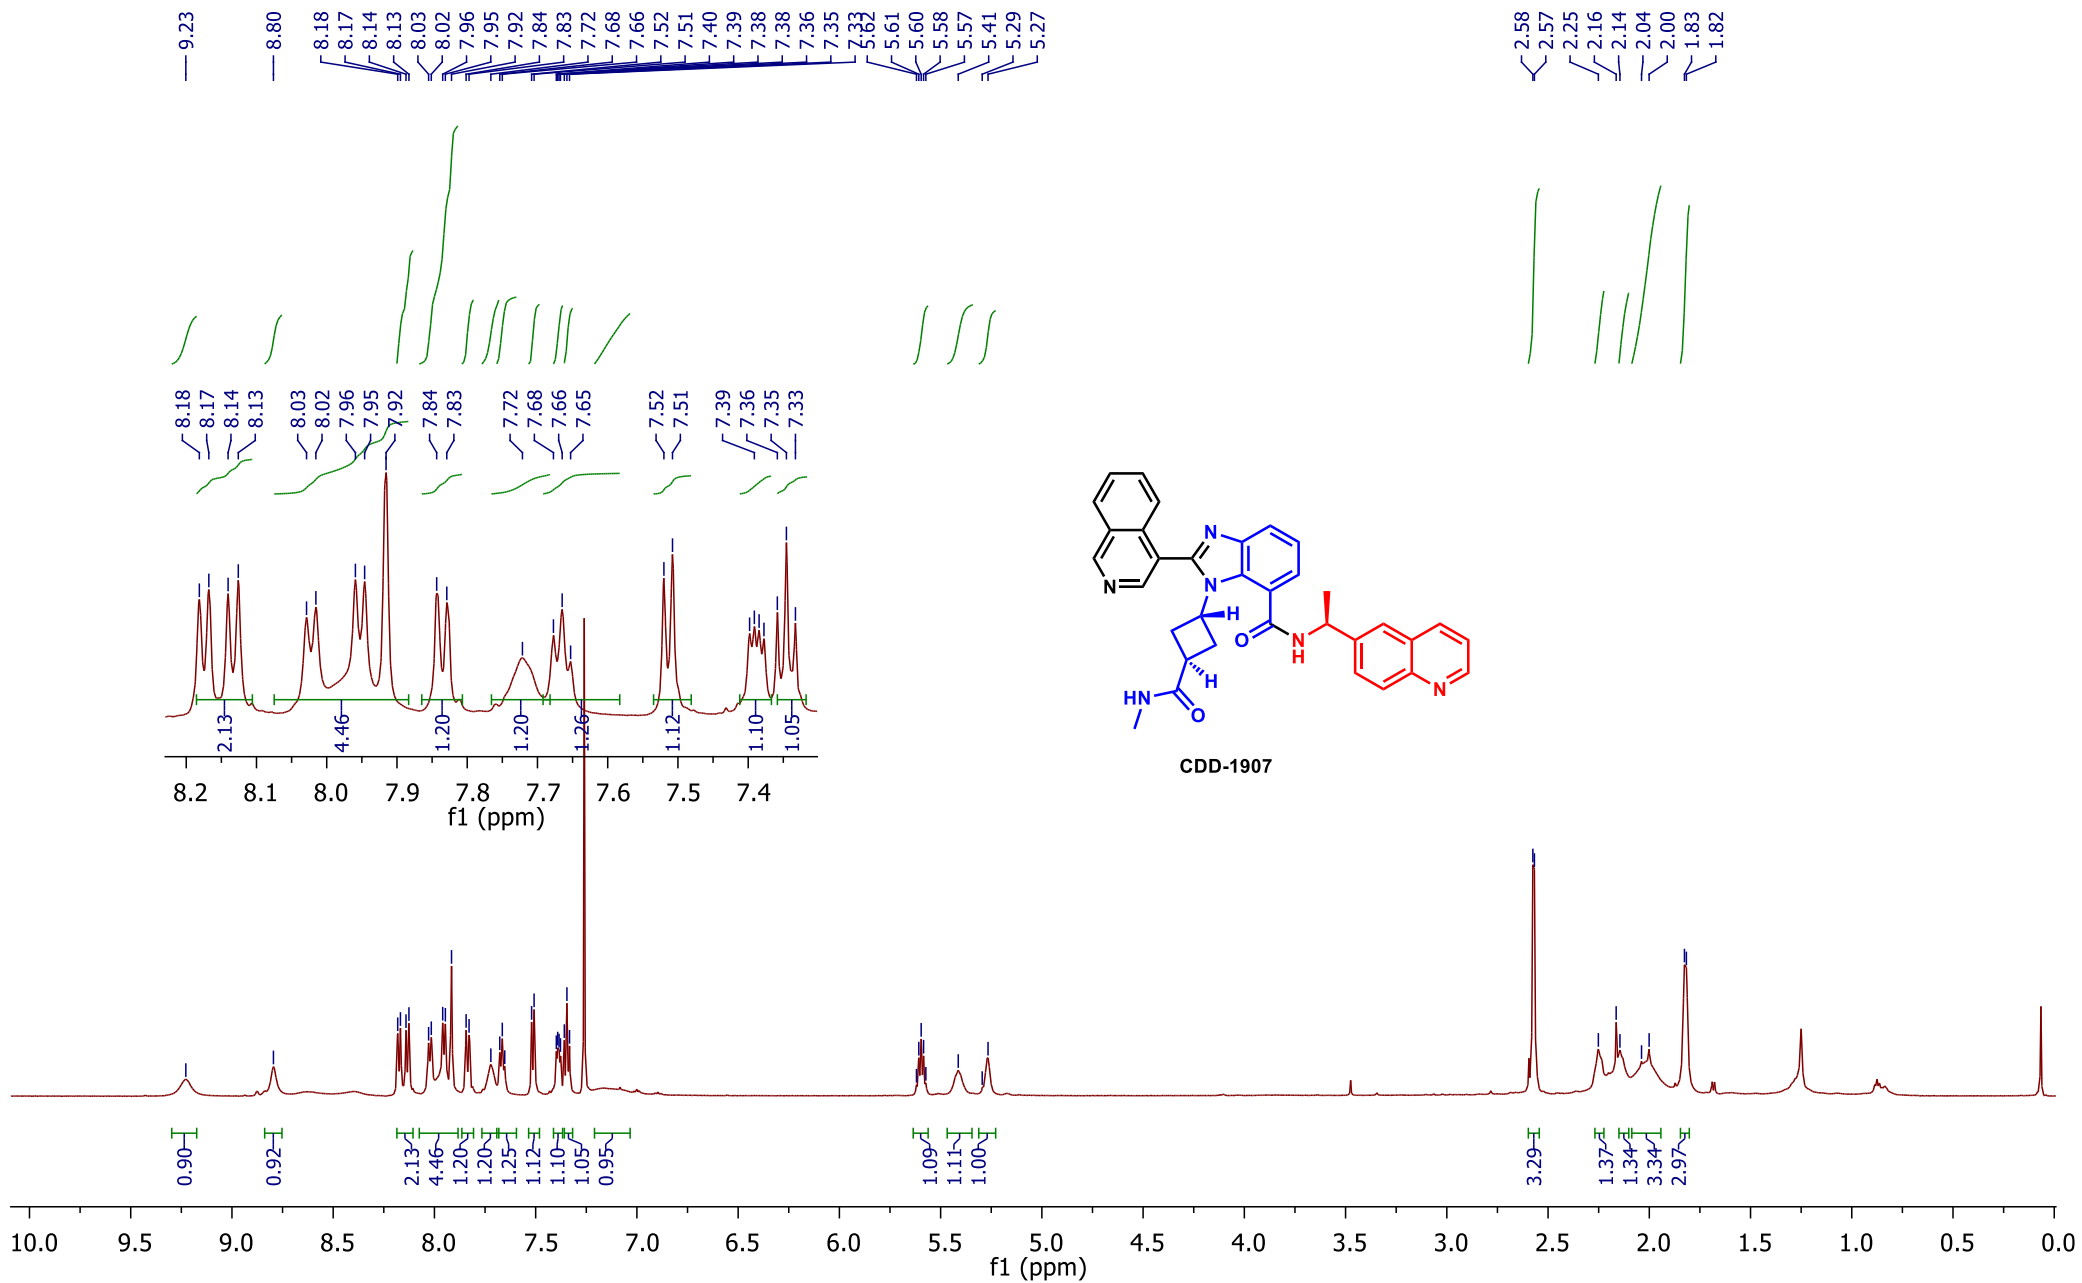 9.23 8.80 8.18 8.17 8.14 8.13 8.03 8.02 7.96 7.95 7.92 7.84 7.83 7.72 7.68 7.66 7.52 7.51 7.40 7.39 7.38 7.38 7.36 7.35 7.33 5.62 5.61 5.60 5.58 5.57 5.41 5.29 5.27 2.58 2.57 2.25 2.16 2.14 2.04 2.00 1.83 1.82
8.18 8.17 8.14 8.13 8.03 8.02 7.96 7.95 7.92 7.84 7.83 7.72 7.68 7.66 7.65 7.52 7.51 7.39 7.36 7.35 7.33
2.13 4.46 1.20 1.20 1.26 1.12 1.10 1.05
8.2 8.1 8.0 7.9 7.8 7.7 7.6 7.5 7.4
f1 (ppm)
N
N
N
H
O
N
H
H
HN
O
N
CDD-1907
0.90 0.92 2.13 4.46 1.20 1.20 1.25 1.12 1.10 1.05 0.95 1.09 1.11 1.00 3.29 1.37 1.34 3.34 2.97
10.0 9.5 9.0 8.5 8.0 7.5 7.0 6.5 6.0 5.5 5.0 4.5 4.0 3.5 3.0 2.5 2.0 1.5 1.0 0.5 0.0
f1 (ppm)